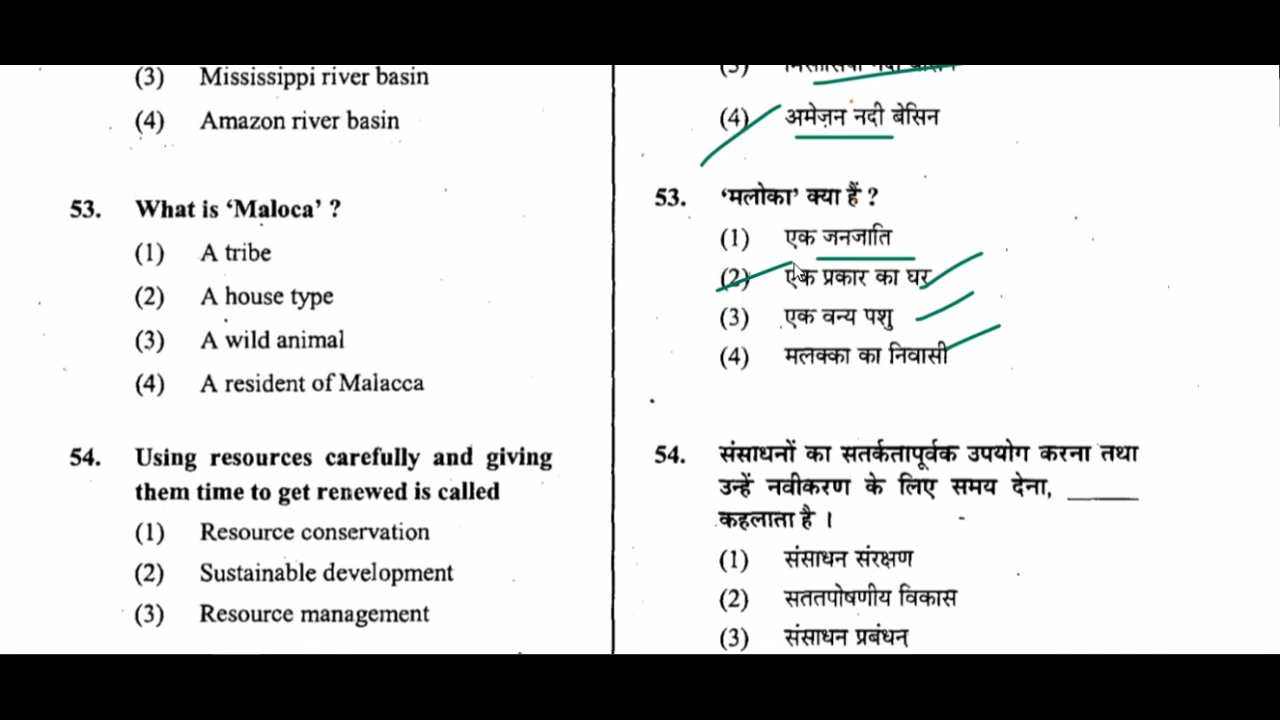 (3) Mississippi river basin
(4) Amazon river basin
53. What is ‘Maloca’ ?
(1) A tribe
(2) A house type
(3) A wild animal
(4) A resident of Malacca
54. Using resources carefully and giving
them time to get renewed is called
(1) Resource conservation
(2) Sustainable development
(3) Resource management
(4) अमेज़न नदी बेसिन
53. ‘मलोका’ क्या हैं ?
(1) एक जनजाति
(2) एक प्रकार का घर
(3) एक वन्य पशु
(4) मलक्का का निवासी
54. संसाधनों का सतर्कतापूर्वक उपयोग करना तथा
उन्हें नवीकरण के लिए समय देना, ______
कहलाता है ।
(1) संसाधन संरक्षण
(2) सततपोषणीय विकास
(3) संसाधन प्रबंधन